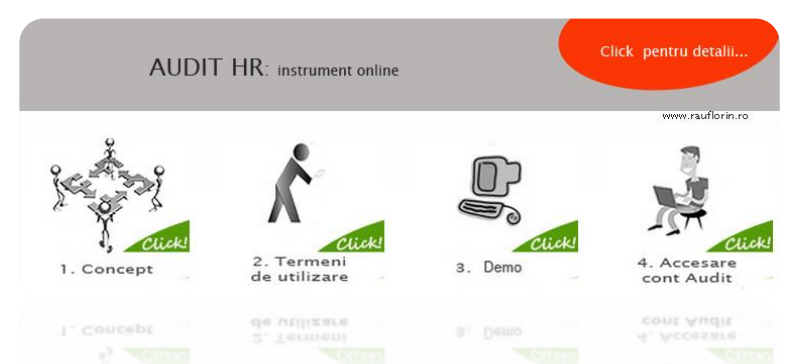 AUDIT HR: instrument online
Click pentru detalii...
www.rauflorin.ro
Click!
Click!
Click!
Click!
1. Concept
2. Termeni
de utilizare
3. Demo
4. Accesare
cont Audit